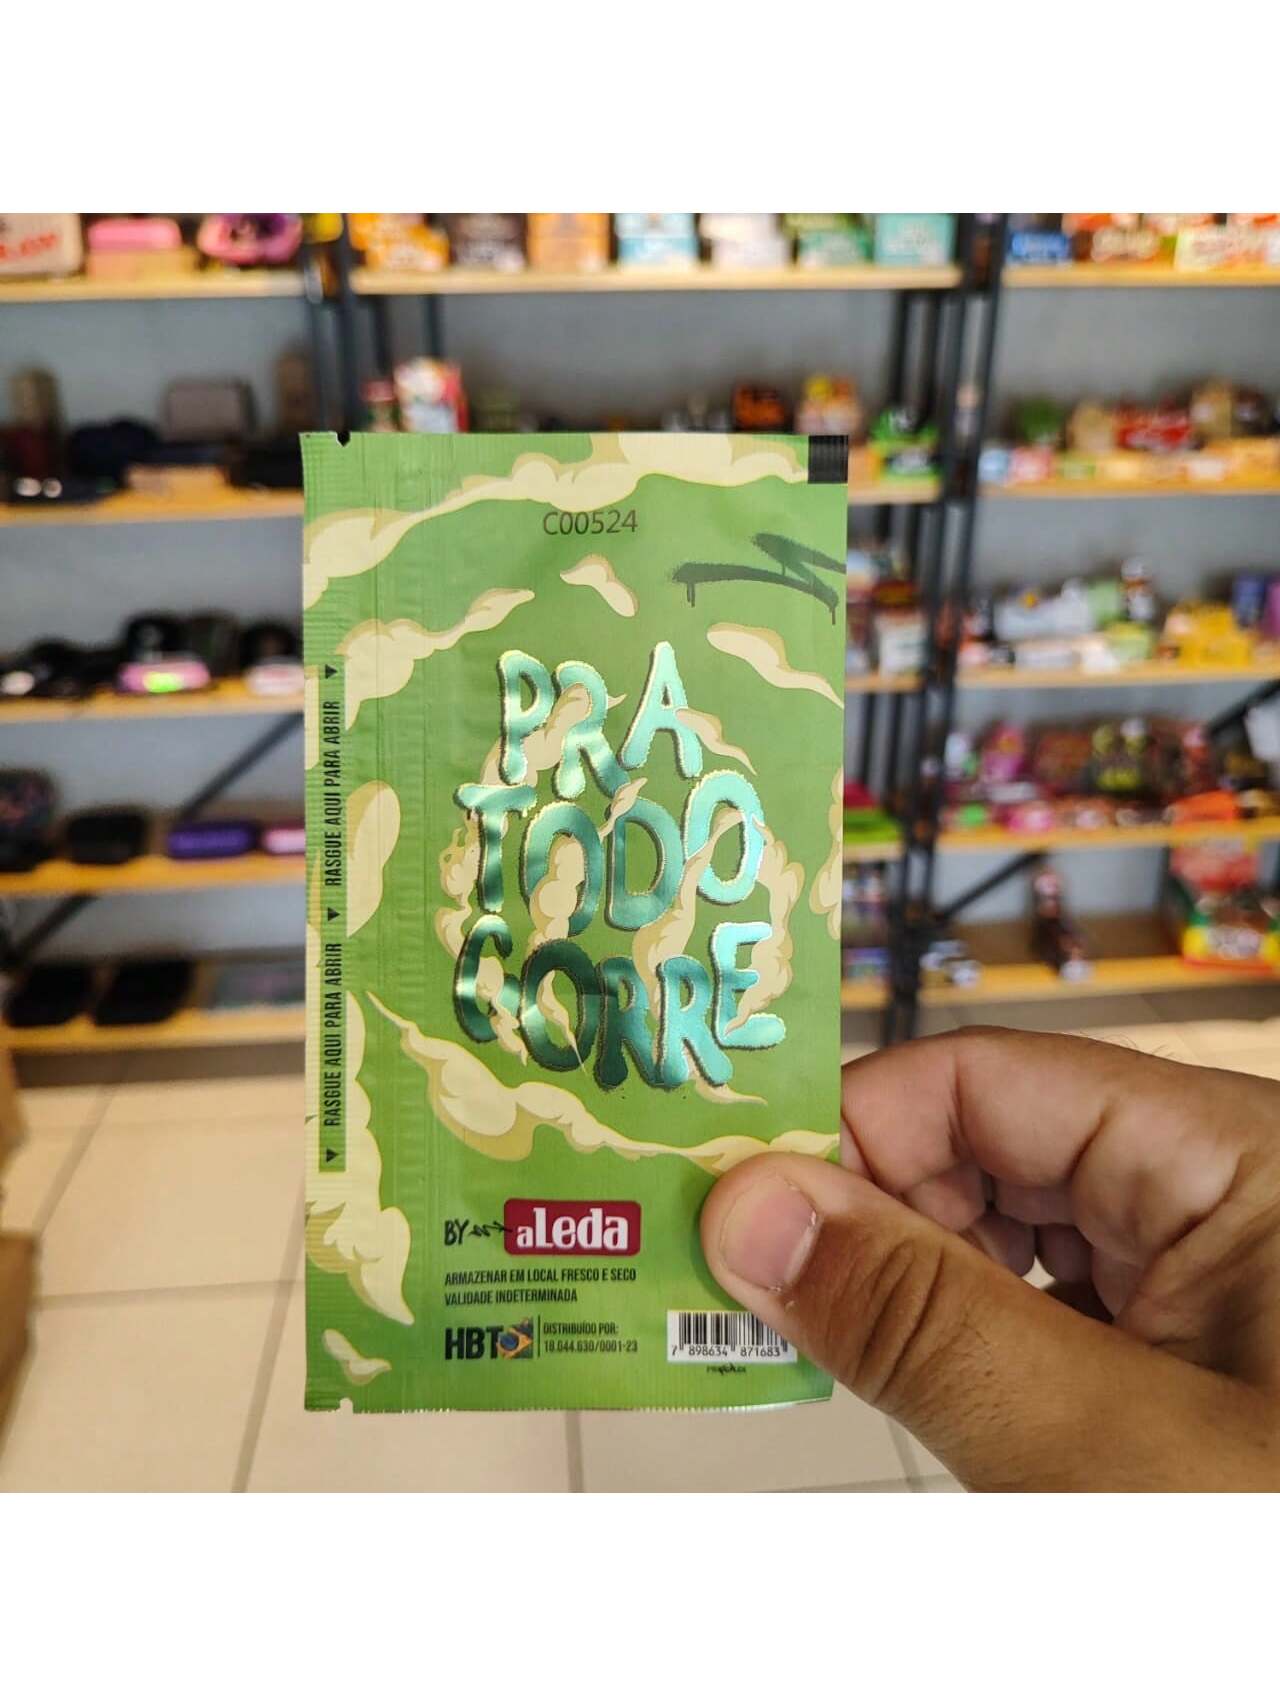 C00524
PRA
TODO
CORRE
RASGUE AQUI PARA ABRIR
RASGUE AQUI PARA ABRIR
BY aLeda
ARMAZENAR EM LOCAL FRESCO E SECO
VALIDADE INDETERMINADA
HBT
DISTRIBUÍDO POR:
18.044.630/0001-23
7 898634 871683